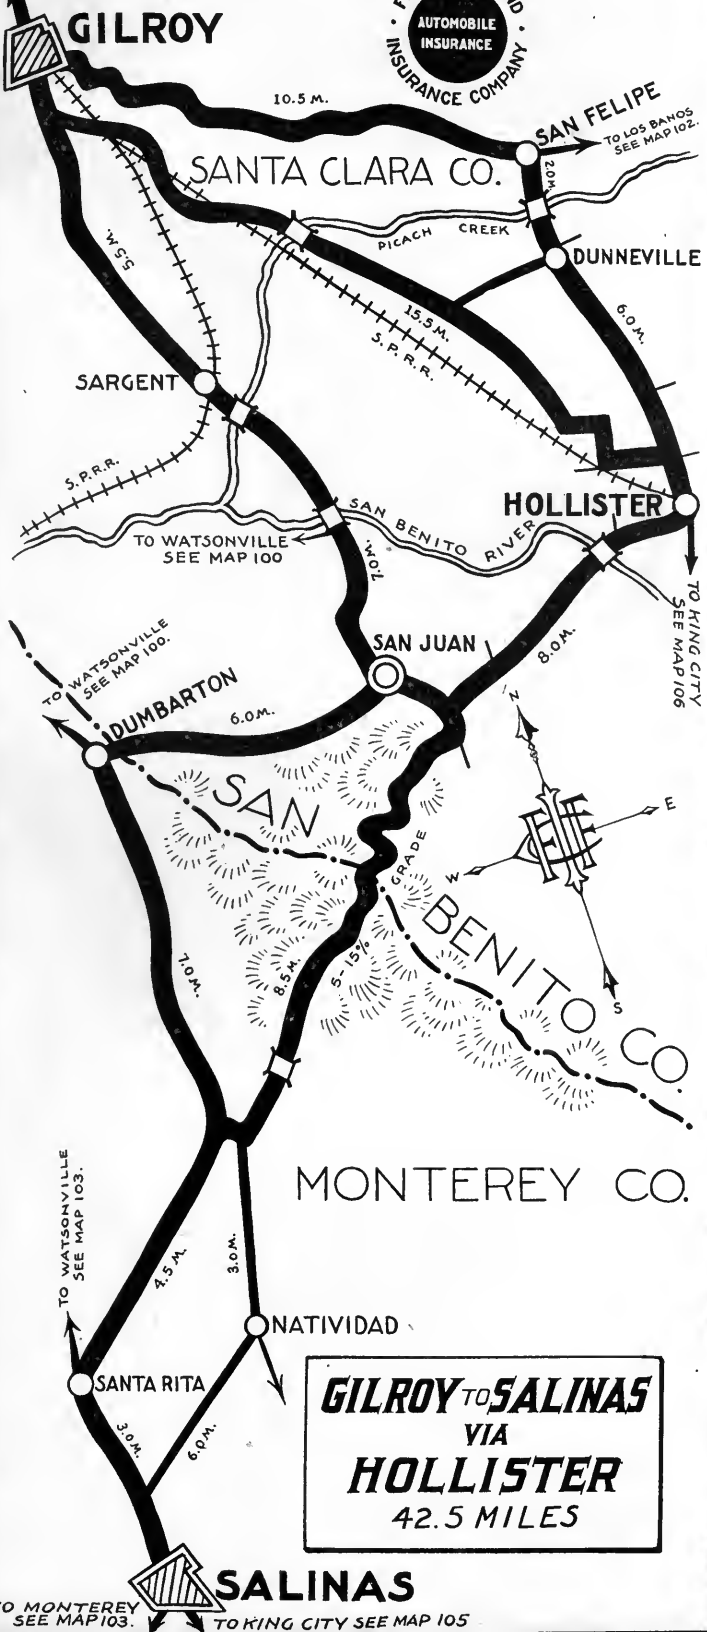 GILROY
AUTOMOBILE
INSURANCE
INSURANCE COMPANY
10.5 M.
SAN FELIPE
TO LOS BANOS
SEE MAP 102.
SANTA CLARA CO.
2.0 M.
PICACH CREEK
DUNNEVILLE
5.5 M.
15.5 M.
S.P.R.R.
6.0 M.
SARGENT
S.P.R.R.
HOLLISTER
SAN BENITO RIVER
TO WATSONVILLE
SEE MAP 100
7.0 M.
TO KING CITY
SEE MAP 106
SAN JUAN
8.0 M.
TO WATSONVILLE
SEE MAP 100.
DUMBARTON
6.0 M.
N
E
W
S
SAN
BENITO CO.
GRADE
5-15%
8.5 M.
7.0 M.
MONTEREY CO.
TO WATSONVILLE
SEE MAP 103.
4.5 M.
3.0 M.
NATIVIDAD
SANTA RITA
3.0 M.
6.0 M.
GILROY TO SALINAS
VIA
HOLLISTER
42.5 MILES
SALINAS
TO MONTEREY
SEE MAP 103.
TO KING CITY SEE MAP 105